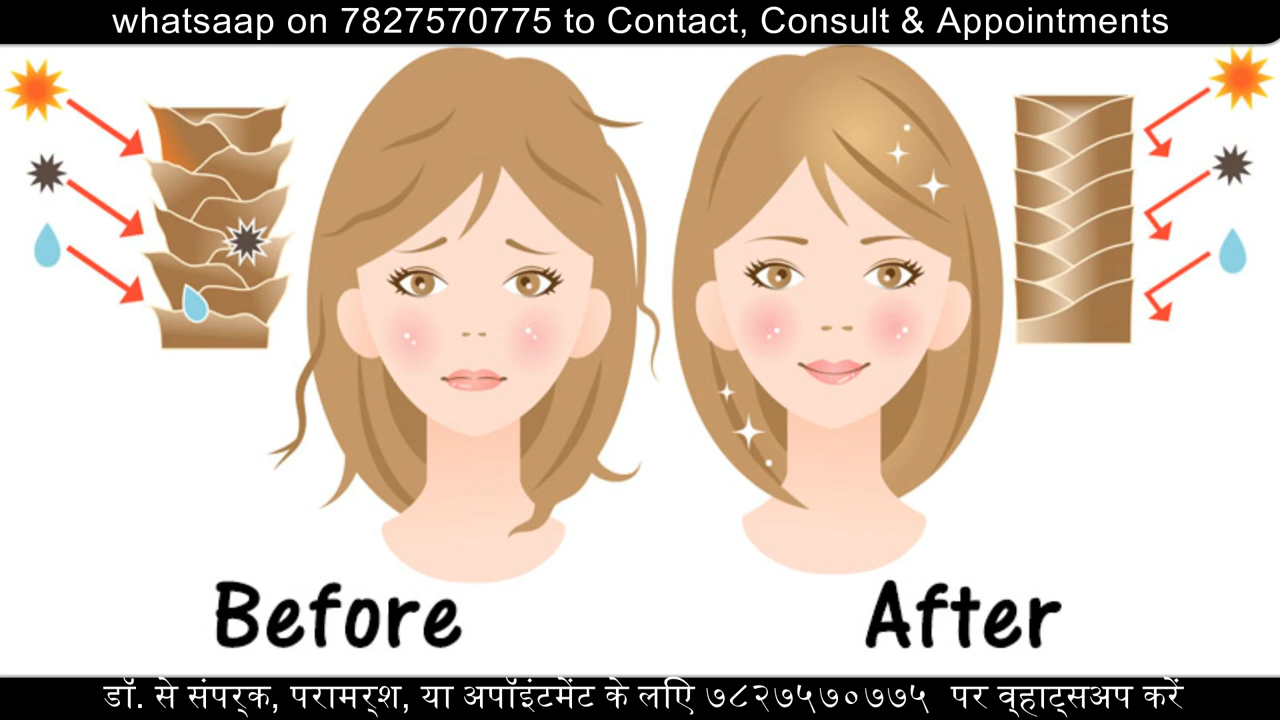 whatsaap on 7827570775 to Contact, Consult & Appointments
Before
After
डॉ. से संपर्क, परामर्श, या अपॉइंटमेंट के लिए ७८२७५७०७७५ पर व्हाट्सअप करें